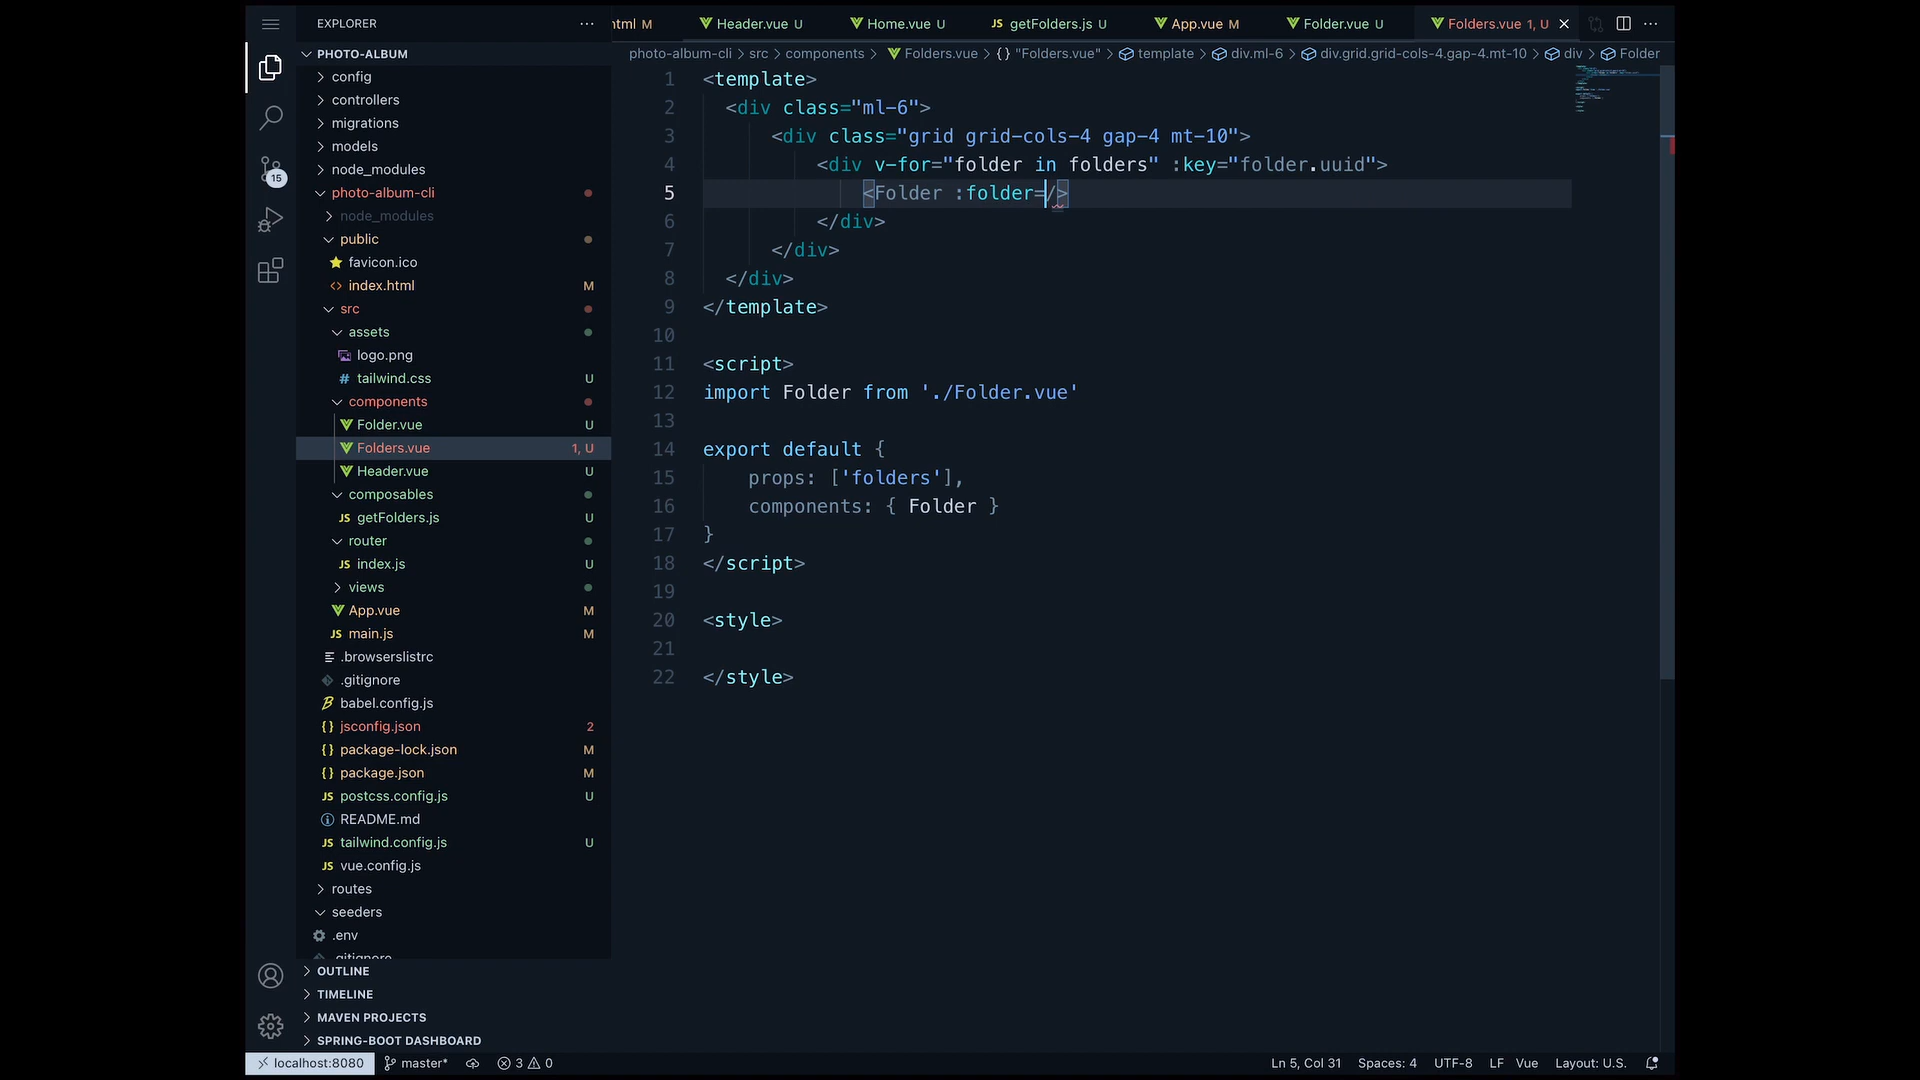 EXPLORER ...
PHOTO-ALBUM
config
controllers
migrations
models
node_modules
photo-album-cli
node_modules
public
favicon.ico
index.html M
src
assets
logo.png
# tailwind.css U
components
Folder.vue U
Folders.vue 1, U
Header.vue U
composables
JS getFolders.js U
router
JS index.js U
views
App.vue M
JS main.js M
.browserslistrc
.gitignore
babel.config.js
{} jsconfig.json 2
{} package-lock.json M
{} package.json M
JS postcss.config.js U
README.md
JS tailwind.config.js U
JS vue.config.js
routes
seeders
.env
.gitignore
OUTLINE
TIMELINE
MAVEN PROJECTS
SPRING-BOOT DASHBOARD
15
html M Header.vue U Home.vue U JS getFolders.js U App.vue M Folder.vue U Folders.vue 1, U
photo-album-cli > src > components > Folders.vue > {} "Folders.vue" > template > div.ml-6 > div.grid.grid-cols-4.gap-4.mt-10 > div > Folder
1 <template>
2 <div class="ml-6">
3 <div class="grid grid-cols-4 gap-4 mt-10">
4 <div v-for="folder in folders" :key="folder.uuid">
5 <Folder :folder=/>
6 </div>
7 </div>
8 </div>
9 </template>
10
11 <script>
12 import Folder from './Folder.vue'
13
14 export default {
15 props: ['folders'],
16 components: { Folder }
17 }
18 </script>
19
20 <style>
21
22 </style>
localhost:8080 master* 3 0 Ln 5, Col 31 Spaces: 4 UTF-8 LF Vue Layout: U.S.